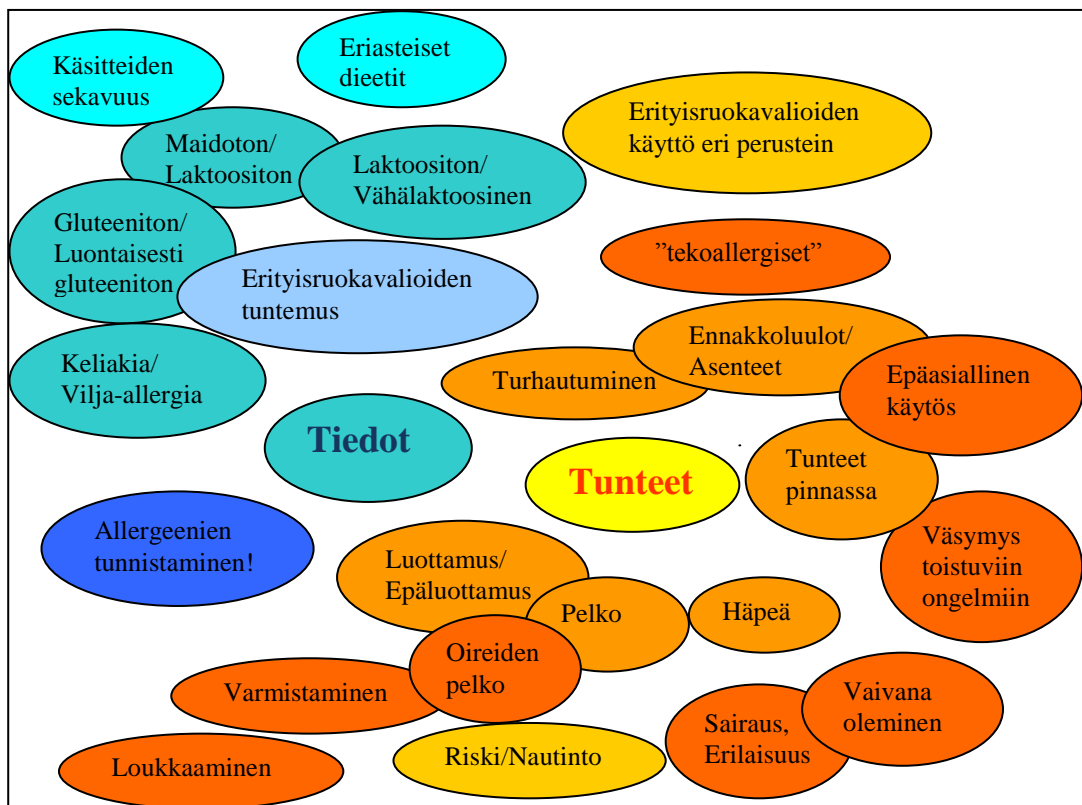 Käsitteiden
sekavuus
Eriasteiset
dieetit
Erityisruokavalioiden
käyttö eri perustein
Maidoton/
Laktoositon
Laktoositon/
Vähälaktoosinen
Gluteeniton/
Luontaisesti
gluteeniton
Erityisruokavalioiden
tuntemus
”tekoallergiset”
Ennakkoluulot/
Asenteet
Keliakia/
Vilja-allergia
Turhautuminen
Epäasiallinen
käytös
Tiedot
Tunteet
Tunteet
pinnassa
Allergeenien
tunnistaminen!
Luottamus/
Epäluottamus
Väsymys
toistuviin
ongelmiin
Pelko
Häpeä
Oireiden
pelko
Varmistaminen
Vaivana
oleminen
Sairaus,
Erilaisuus
Loukkaaminen
Riski/Nautinto